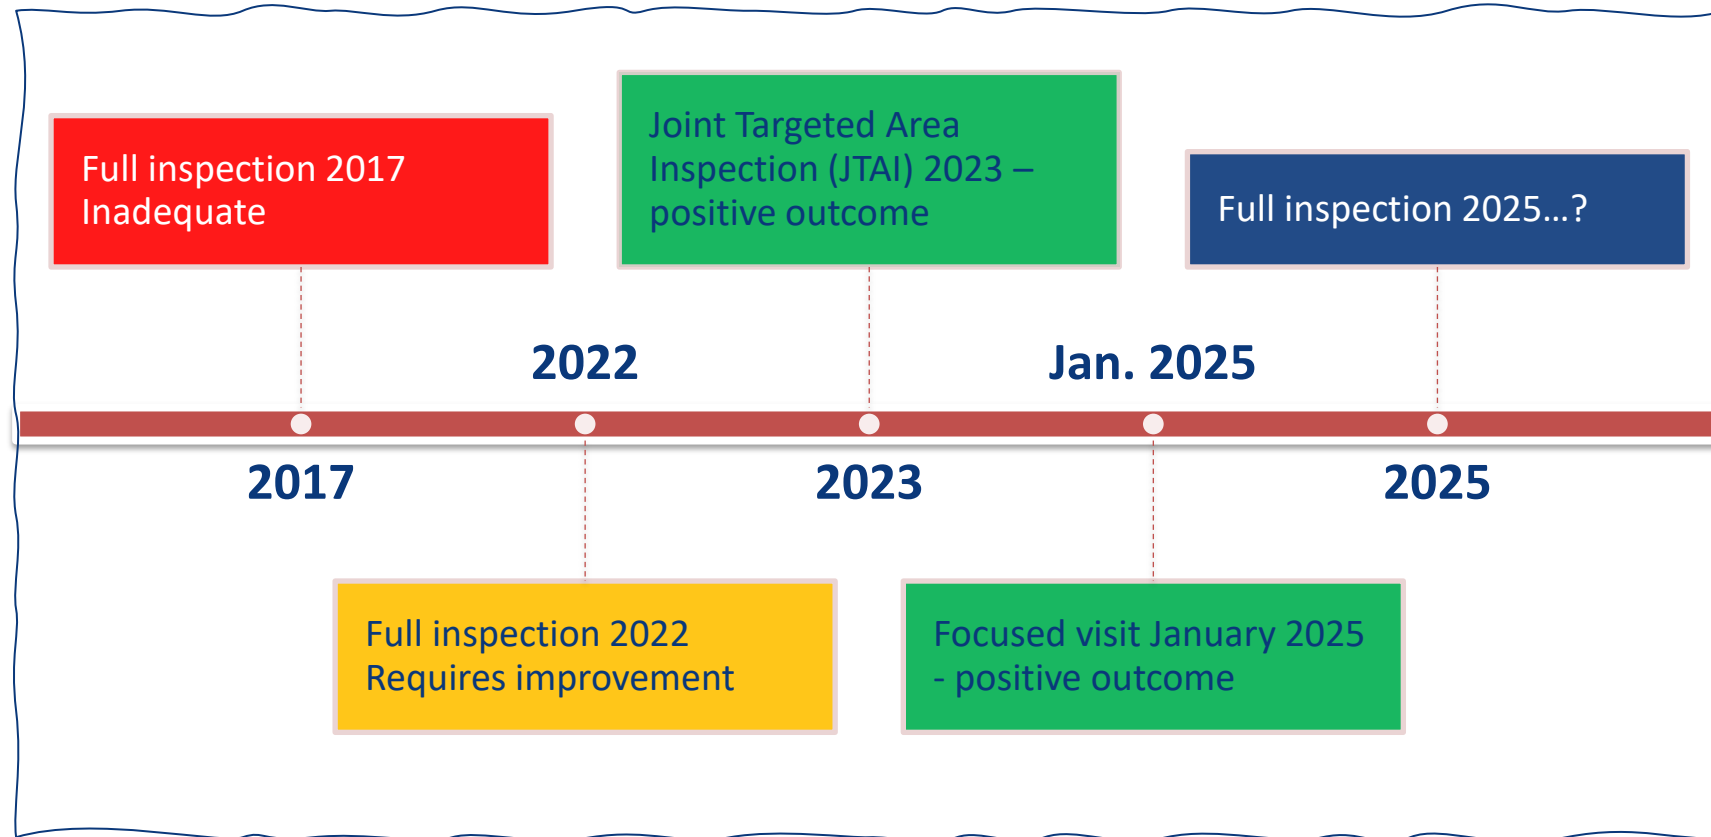 Full inspection 2017
Inadequate
Joint Targeted Area
Inspection (JTAI) 2023 –
positive outcome
Full inspection 2025...?
2022
Jan. 2025
2017
2023
2025
Full inspection 2022
Requires improvement
Focused visit January 2025
- positive outcome